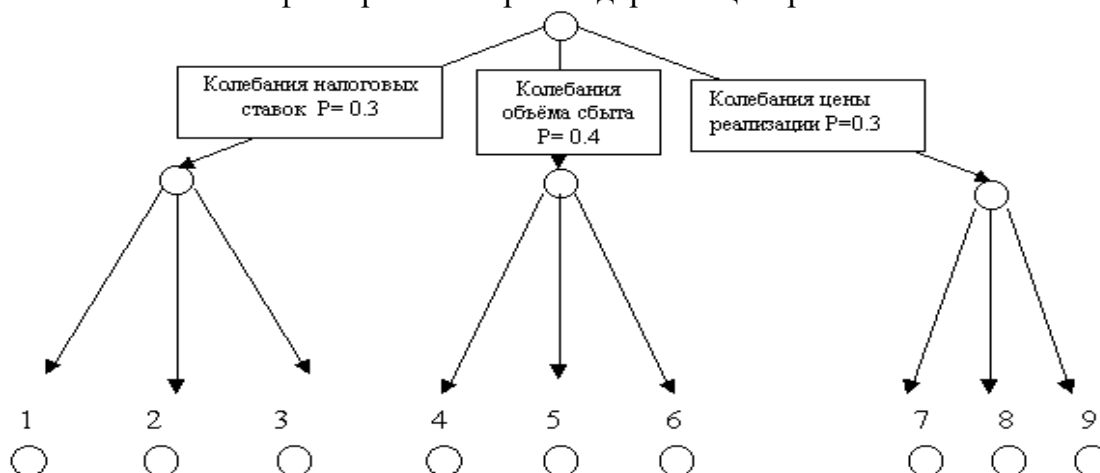 Колебания налоговых
ставок Р= 0.3
Колебания
объёма сбыта
Р= 0.4
Колебания цены
реализации Р=0.3
1 2 3 4 5 6 7 8 9